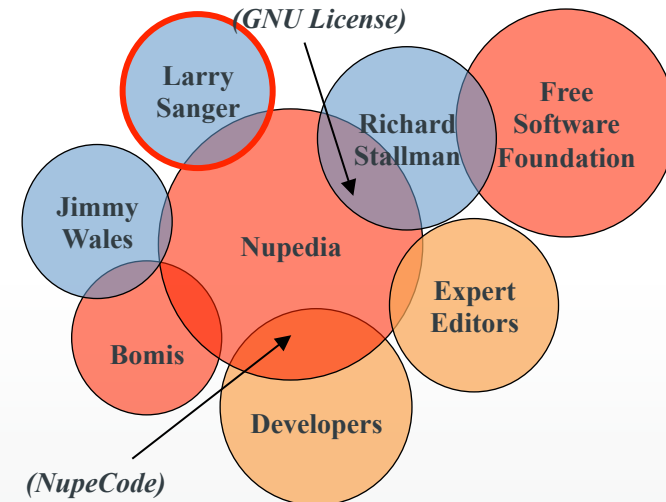 (GNU License)
Larry
Sanger
Free
Software
Foundation
Richard
Stallman
Jimmy
Wales
Nupedia
Expert
Editors
Bomis
Developers
(NupeCode)